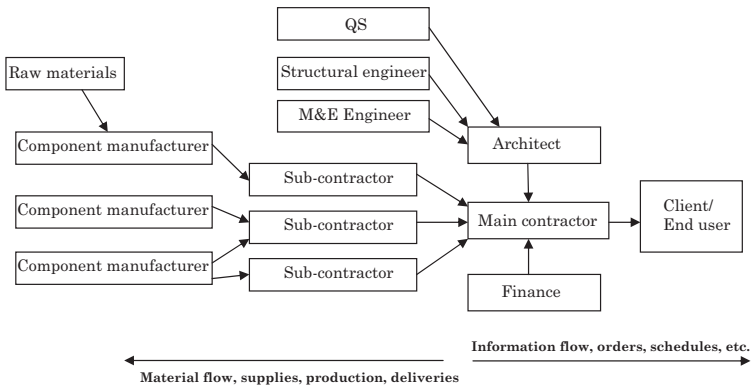 QS
Raw materials
Structural engineer
M&E Engineer
Component manufacturer
Architect
Sub-contractor
Component manufacturer
Sub-contractor
Main contractor
Client/
End user
Component manufacturer
Sub-contractor
Finance
Information flow, orders, schedules, etc.
Material flow, supplies, production, deliveries